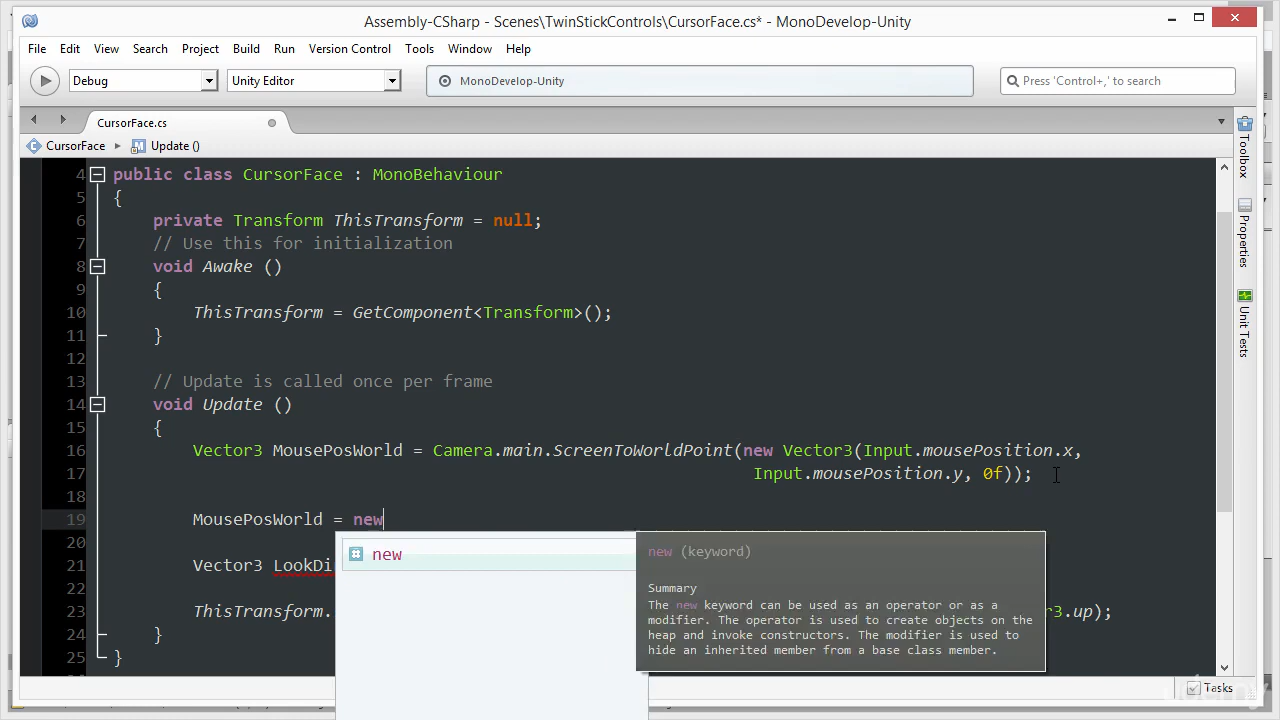 Assembly-CSharp - Scenes\TwinStickControls\CursorFace.cs* - MonoDevelop-Unity
File Edit View Search Project Build Run Version Control Tools Window Help
Debug Unity Editor MonoDevelop-Unity Press 'Control+,' to search
CursorFace.cs
CursorFace Update ()
4 public class CursorFace : MonoBehaviour
5 {
6 private Transform ThisTransform = null;
7 // Use this for initialization
8 void Awake ()
9 {
10 ThisTransform = GetComponent<Transform>();
11 }
12
13 // Update is called once per frame
14 void Update ()
15 {
16 Vector3 MousePosWorld = Camera.main.ScreenToWorldPoint(new Vector3(Input.mousePosition.x,
17 Input.mousePosition.y, 0f));
18
19 MousePosWorld = new
20
21 Vector3 LookDi
22
23 ThisTransform. r3.up);
24 }
25 }
new
new (keyword)
Summary
The new keyword can be used as an operator or as a
modifier. The operator is used to create objects on the
heap and invoke constructors. The modifier is used to
hide an inherited member from a base class member.
Toolbox
Properties
Unit Tests
Tasks